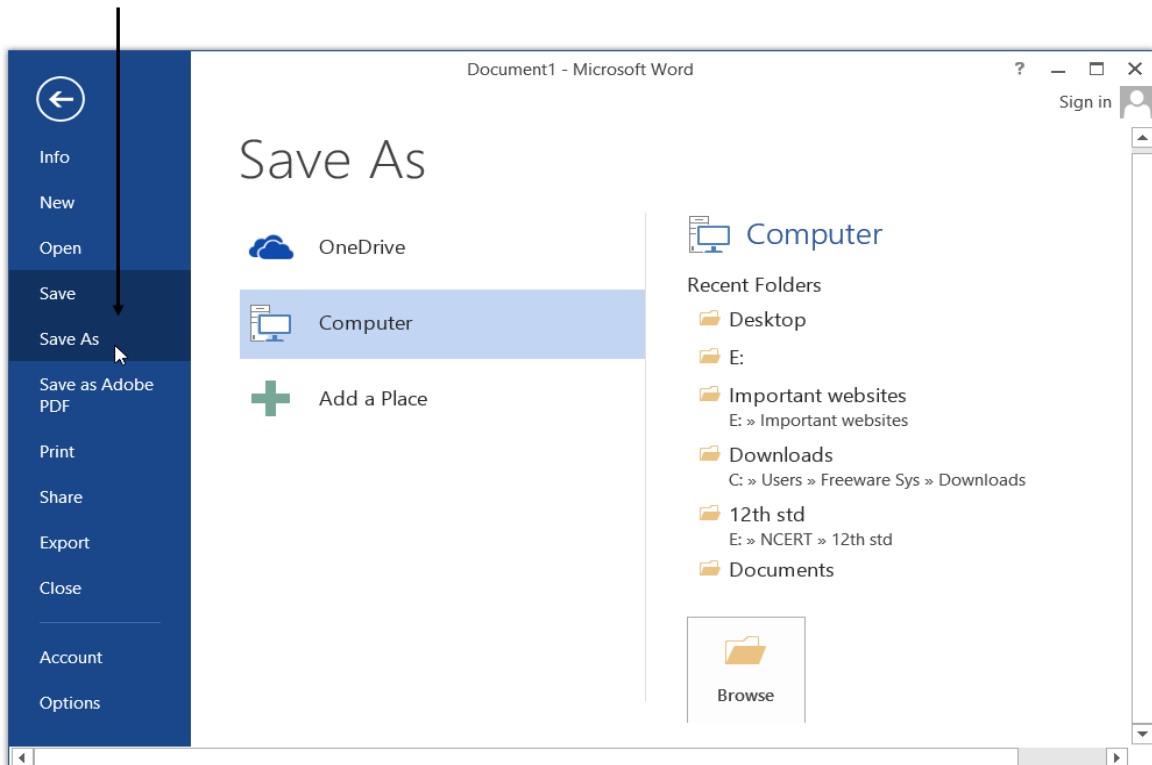 Document1 - Microsoft Word
?
Sign in
Info
New
Open
Save
Save As
Save as Adobe
PDF
Print
Share
Export
Close
Account
Options
Save As
OneDrive
Computer
Add a Place
Computer
Recent Folders
Desktop
E:
Important websites
E: » Important websites
Downloads
C: » Users » Freeware Sys » Downloads
12th std
E: » NCERT » 12th std
Documents
Browse